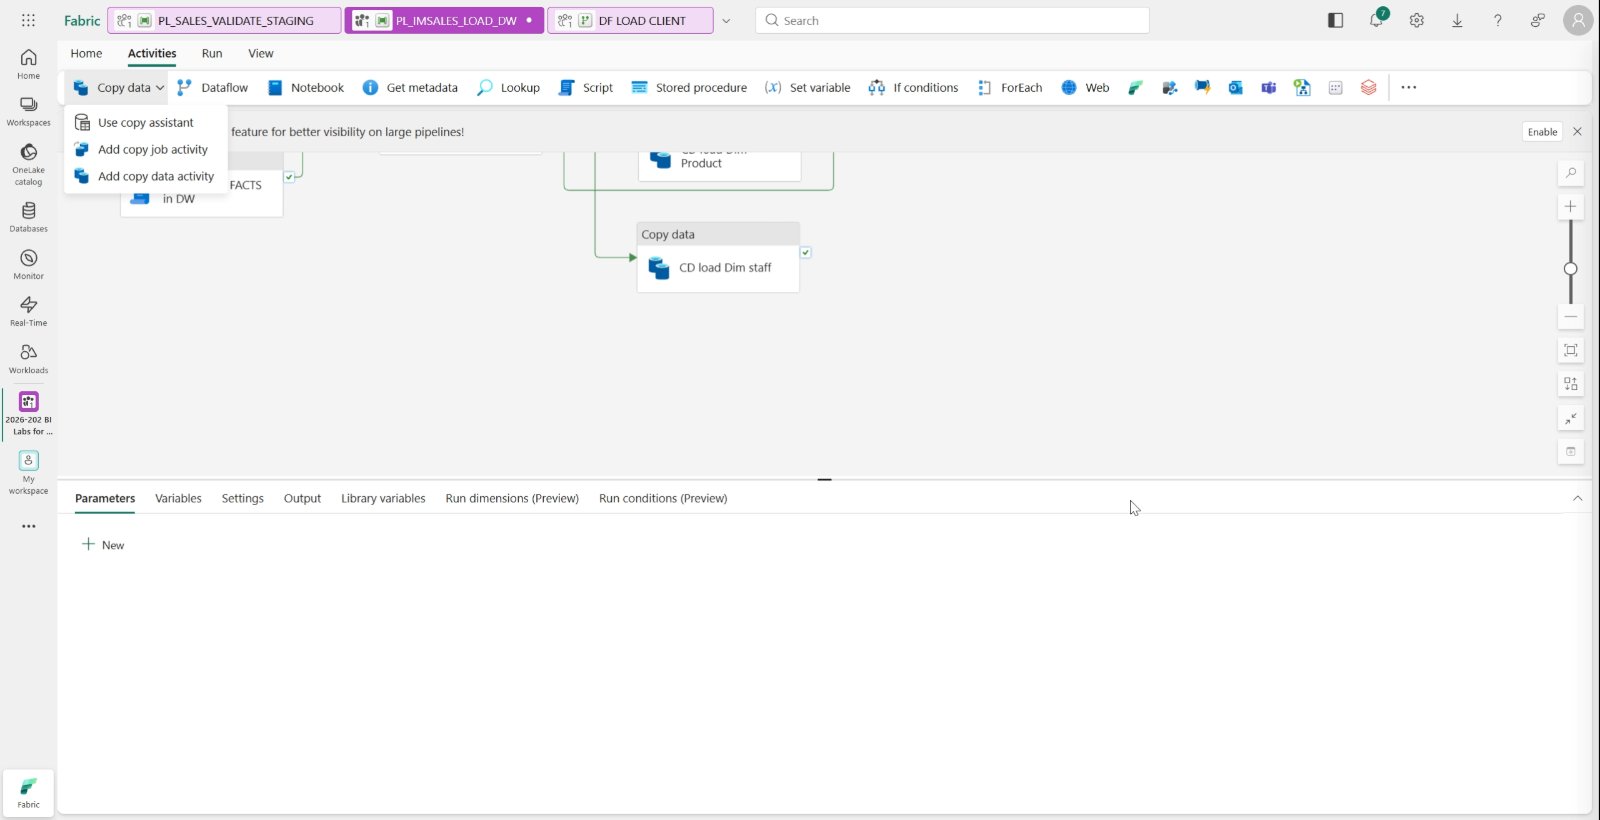 Fabric
PL_SALES_VALIDATE_STAGING
PL_IMSALES_LOAD_DW
DF LOAD CLIENT
Search
7
Home
Activities
Run
View
Copy data
Dataflow
Notebook
Get metadata
Lookup
Script
Stored procedure
(x) Set variable
If conditions
ForEach
Web
Use copy assistant
Add copy job activity
Add copy data activity
feature for better visibility on large pipelines!
Enable
FACTS
in DW
Product
Copy data
CD load Dim staff
Parameters
Variables
Settings
Output
Library variables
Run dimensions (Preview)
Run conditions (Preview)
New
Home
Workspaces
OneLake
catalog
Databases
Monitor
Real-Time
Workloads
2026-202 BI
Labs for ...
My
workspace
Fabric